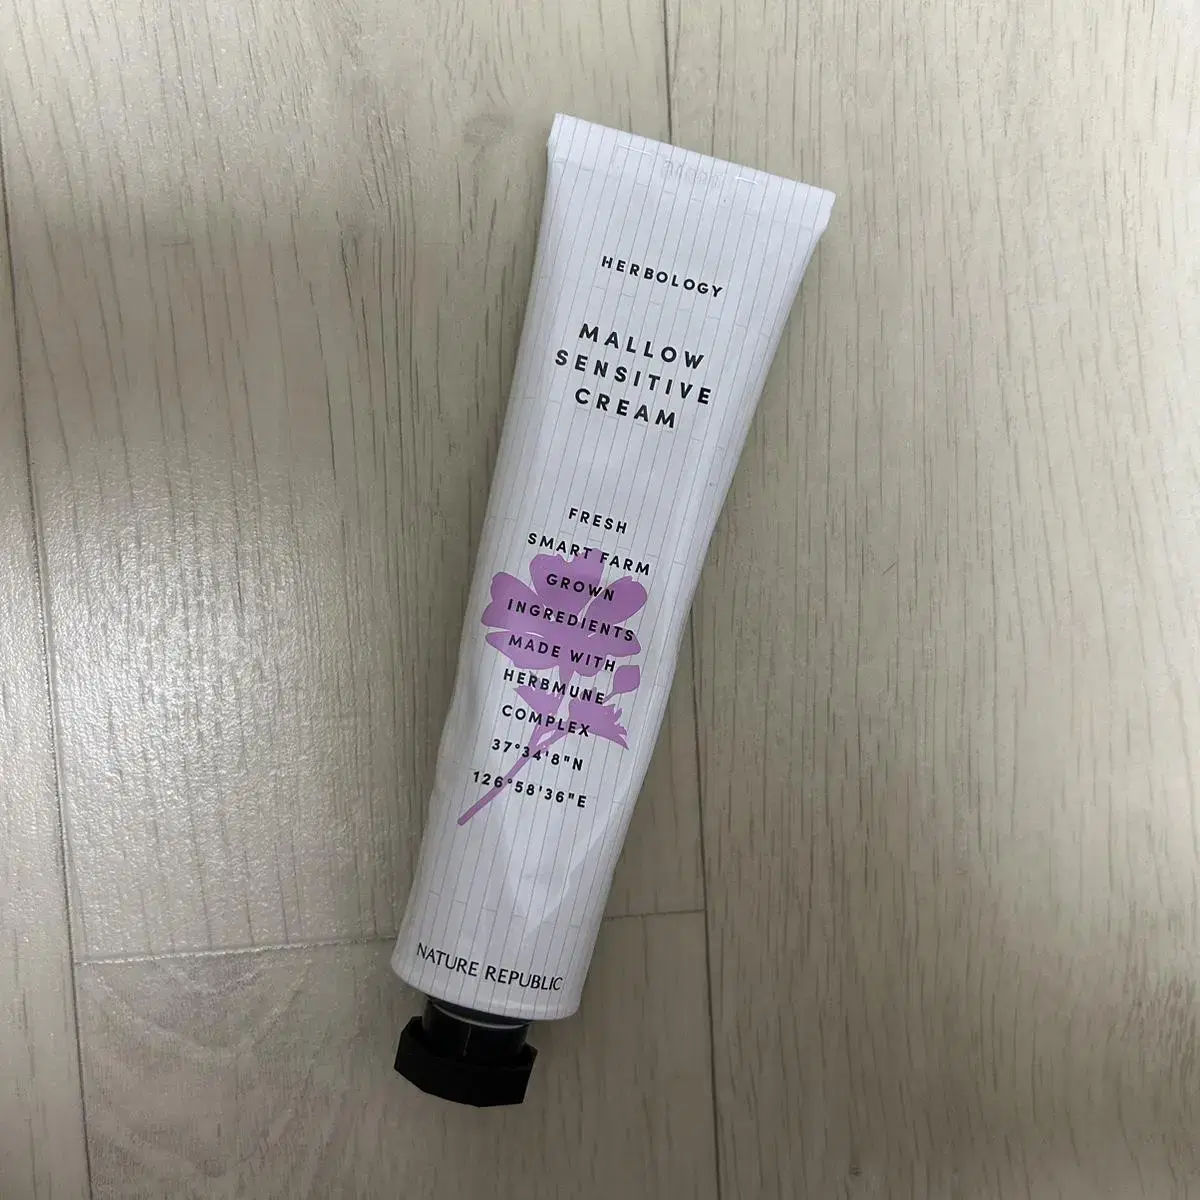 HERBOLOGY
MALLOW
SENSITIVE
CREAM
FRESH
SMART FARM
GROWN
INGREDIENTS
MADE WITH
HERBMUNE
COMPLEX
37°34'8"N
126°58'36"E
NATURE REPUBLIC